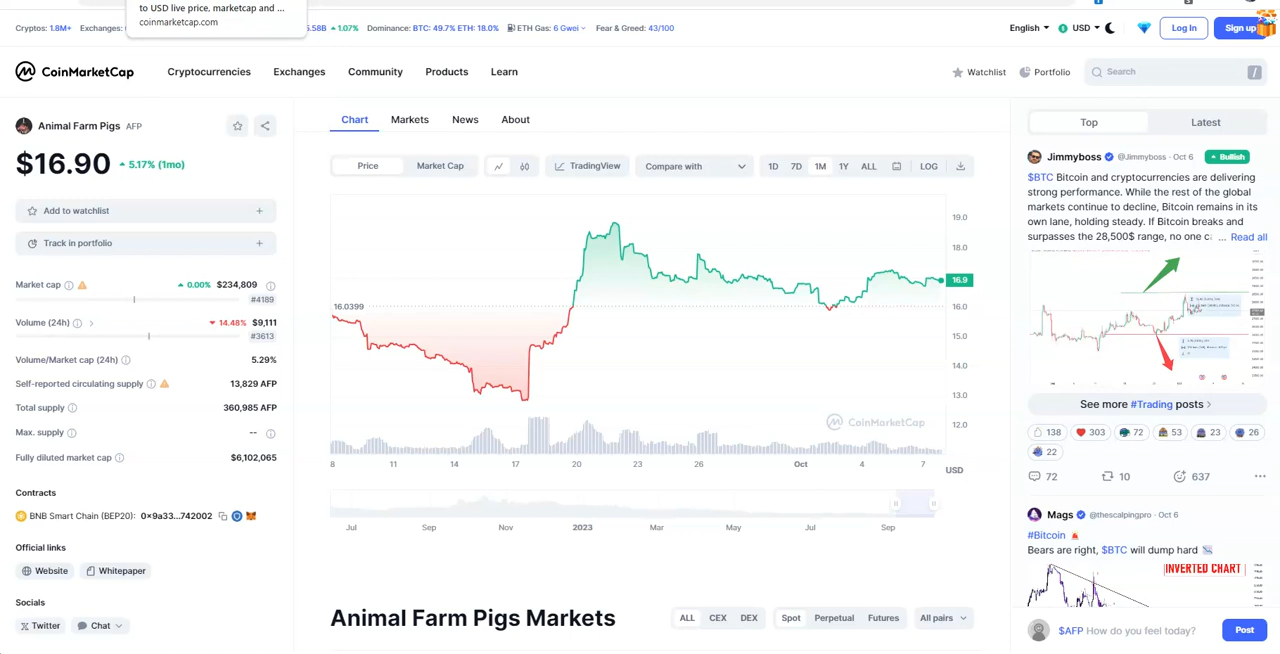 to USD live price, marketcap and ...
coinmarketcap.com
Cryptos: 1.8M+ Exchanges:
5.58B 1.07% Dominance: BTC: 49.7% ETH: 18.0% ETH Gas: 6 Gwei Fear & Greed: 43/100
English USD Log In Sign up
CoinMarketCap Cryptocurrencies Exchanges Community Products Learn
Watchlist Portfolio Search /
Animal Farm Pigs AFP
$16.90 5.17% (1mo)
Add to watchlist +
Track in portfolio +
Market cap 0.00% $234,809
#4189
Volume (24h) 14.48% $9,111
#3613
Volume/Market cap (24h) 5.29%
Self-reported circulating supply 13,829 AFP
Total supply 360,985 AFP
Max. supply --
Fully diluted market cap $6,102,065
Contracts
BNB Smart Chain (BEP20): 0x9a33...742002
Official links
Website Whitepaper
Socials
Twitter Chat
Chart Markets News About
Price Market Cap TradingView Compare with 1D 7D 1M 1Y ALL LOG
19.0
18.0
16.9
16.0399
16.0
15.0
14.0
13.0
12.0
CoinMarketCap
8 11 14 17 20 23 26 Oct 4 7 USD
Jul Sep Nov 2023 Mar May Jul Sep
Animal Farm Pigs Markets
ALL CEX DEX Spot Perpetual Futures All pairs
Top Latest
Jimmyboss @Jimmyboss · Oct 6 Bullish
$BTC Bitcoin and cryptocurrencies are delivering
strong performance. While the rest of the global
markets continue to decline, Bitcoin remains in its
own lane, holding steady. If Bitcoin breaks and
surpasses the 28,500$ range, no one ... Read all
See more #Trading posts
138 303 72 53 23 26
22
72 10 637 ...
Mags @thescalpingpro · Oct 6
#Bitcoin
Bears are right, $BTC will dump hard
INVERTED CHART
$AFP How do you feel today? Post